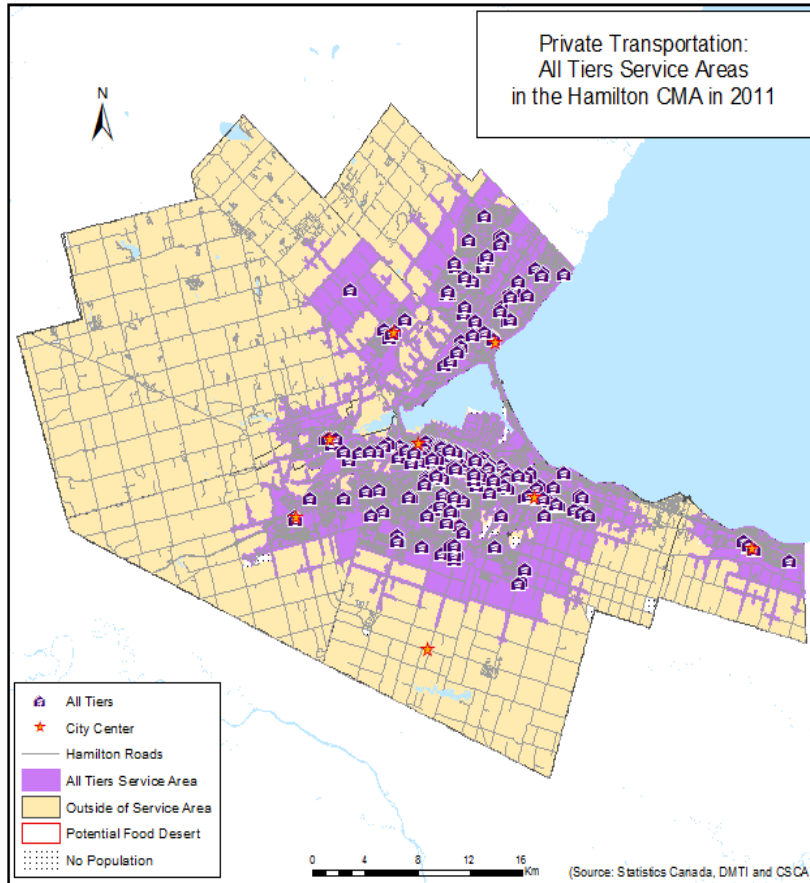 Private Transportation:
All Tiers Service Areas
in the Hamilton CMA in 2011
N
All Tiers
City Center
Hamilton Roads
All Tiers Service Area
Outside of Service Area
Potential Food Desert
No Population
0 4 8 12 16
Km
(Source: Statistics Canada, DMTI and CSCA